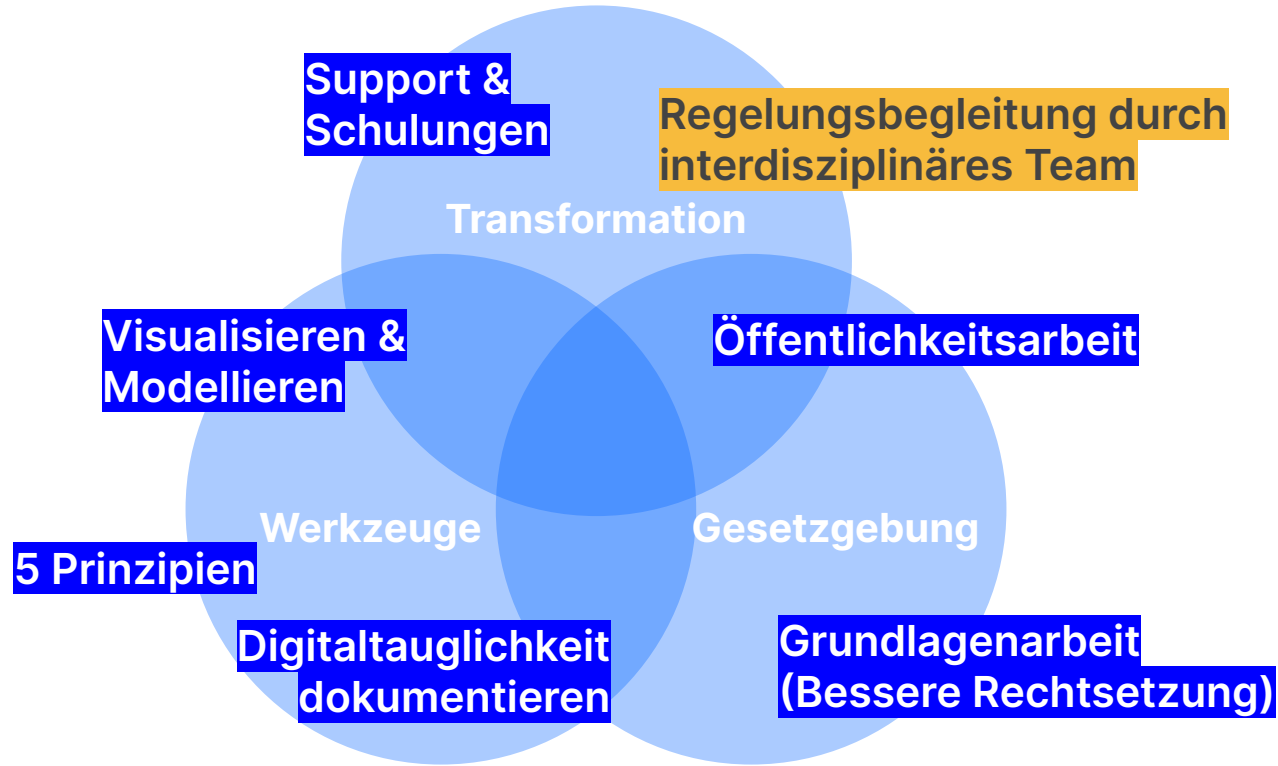 Support &
Schulungen
Regelungsbegleitung durch
interdisziplinäres Team
Transformation
Visualisieren &
Modellieren
Öffentlichkeitsarbeit
Werkzeuge
Gesetzgebung
5 Prinzipien
Digitaltauglichkeit
dokumentieren
Grundlagenarbeit
(Bessere Rechtsetzung)